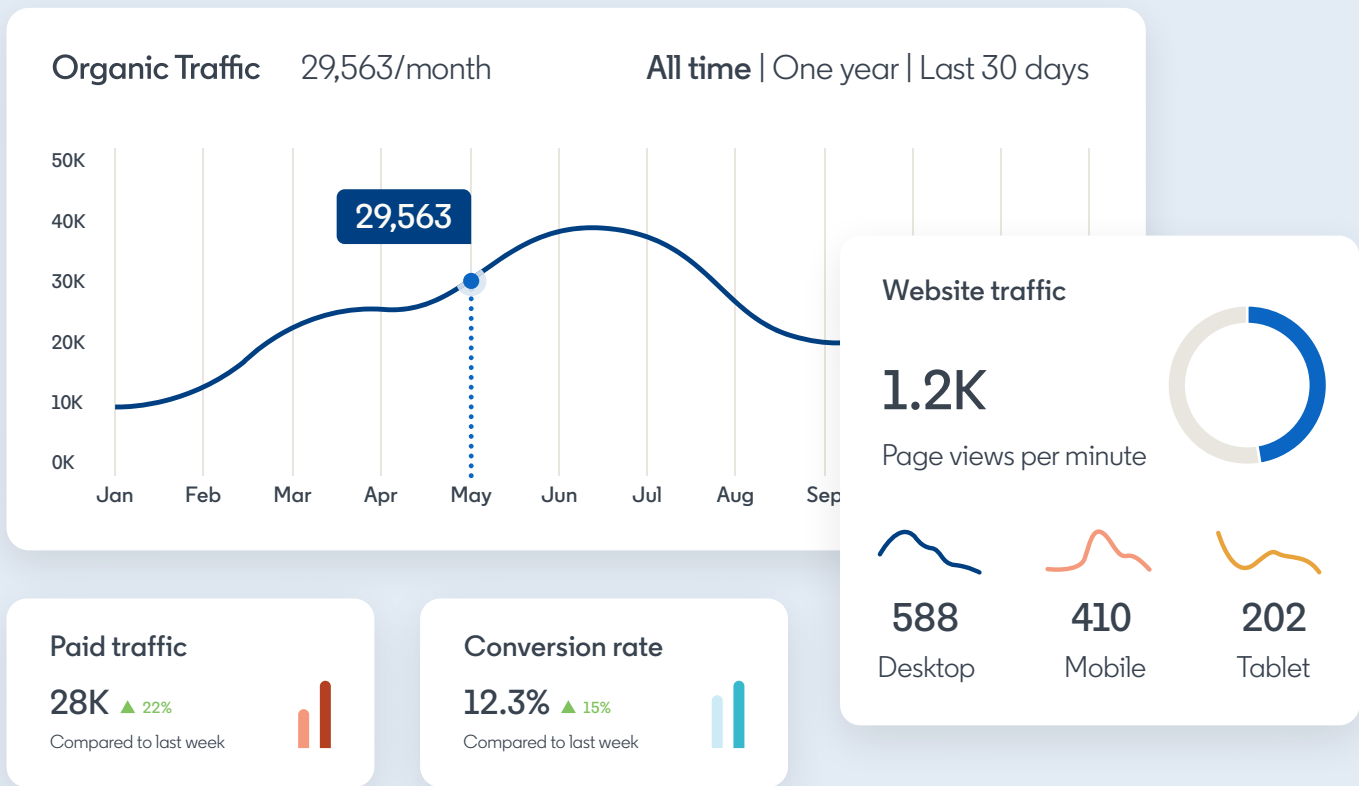 Organic Traffic 29,563/month All time | One year | Last 30 days
50K
40K
30K
20K
10K
0K
29,563
Jan Feb Mar Apr May Jun Jul Aug Sep
Website traffic
1.2K
Page views per minute
588 410 202
Desktop Mobile Tablet
Paid traffic
28K ▲ 22%
Compared to last week
Conversion rate
12.3% ▲ 15%
Compared to last week